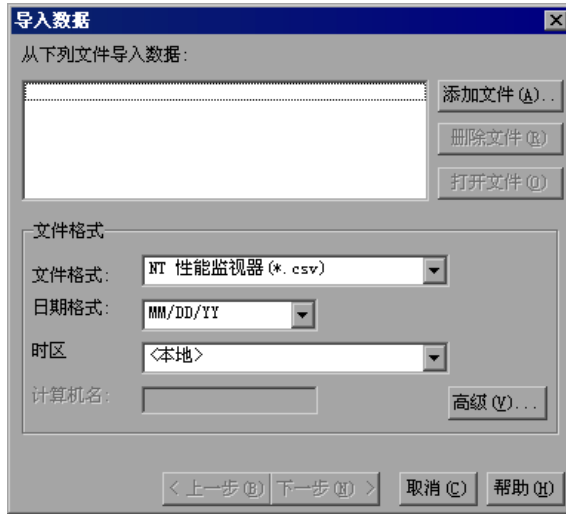 导入数据
从下列文件导入数据:
添加文件(A)..
删除文件(R)
打开文件(O)
文件格式
文件格式: NT 性能监视器(*.csv)
日期格式: MM/DD/YY
时区 <本地>
计算机名:
高级(V)...
< 上一步(B) 下一步(N) > 取消(C) 帮助(H)